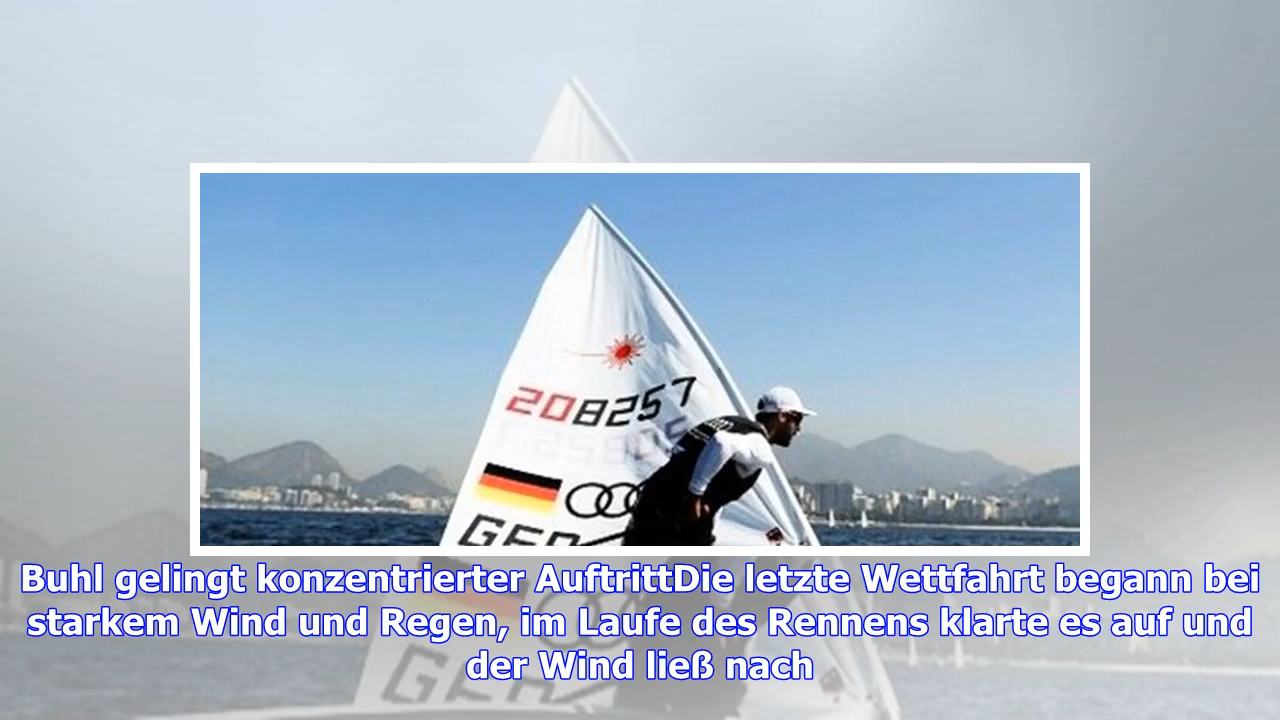 208257
GER
Buhl gelingt konzentrierter AuftrittDie letzte Wettfahrt begann bei
starkem Wind und Regen, im Laufe des Rennens klarte es auf und
der Wind ließ nach